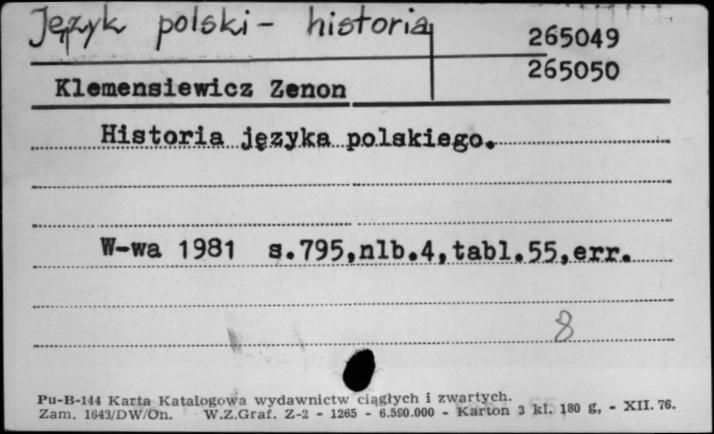 Język polski - historia
265049
265050
Klemensiewicz Zenon
Historia języka polskiego.
W-wa 1981 s.795,nlb.4,tabl.55,err.
8
Pu-B-144 Karta Katalogowa wydawnictw ciągłych i zwartych.
Zam. 1643/DW/On. W.Z.Graf. Z-2 - 1265 - 6.590.000 - Karton 3 kl. 180 g, - XII. 76.